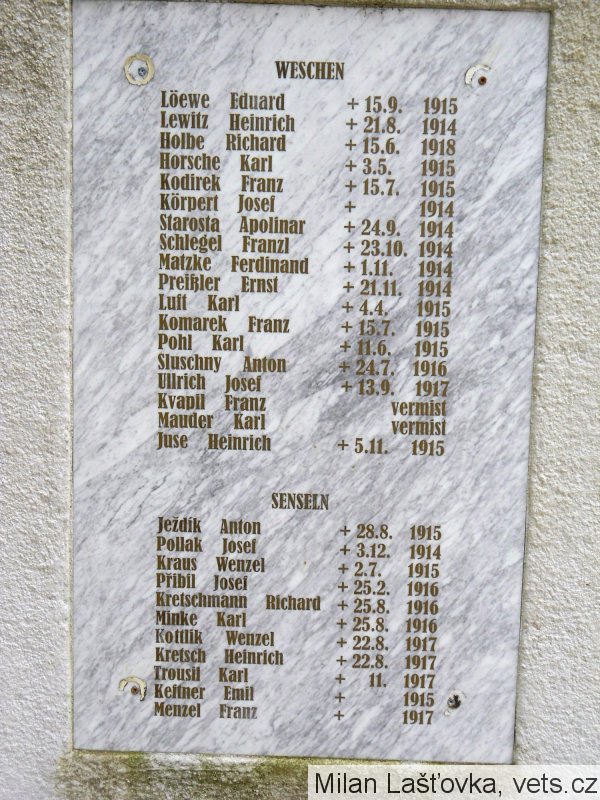 WESCHEN
Löewe Eduard + 15.9. 1915
Lewitz Heinrich + 21.8. 1914
Holbe Richard + 15.6. 1918
Horsche Karl + 3.5. 1915
Kodirek Franz + 15.7. 1915
Körpert Josef + 1914
Starosta Apolinar + 24.9. 1914
Schlegel Franzl + 23.10. 1914
Matzke Ferdinand + 1.11. 1914
Preißler Ernst + 21.11. 1914
Luft Karl + 4.4. 1915
Komarek Franz + 15.7. 1915
Pohl Karl + 11.6. 1915
Sluschny Anton + 24.7. 1916
Ullrich Josef + 13.9. 1917
Kvapil Franz vermist
Mauder Karl vermist
Juse Heinrich + 5.11. 1915
SENSELN
Ježdik Anton + 28.8. 1915
Pollak Josef + 3.12. 1914
Kraus Wenzel + 2.7. 1915
Přibil Josef + 25.2. 1916
Kretschmann Richard + 25.8. 1916
Minke Karl + 25.8. 1916
Kottlik Wenzel + 22.8. 1917
Kretsch Heinrich + 22.8. 1917
Trousil Karl + 11. 1917
Keftner Emil + 1915
Menzel Franz + 1917
Milan Lašťovka, vets.cz